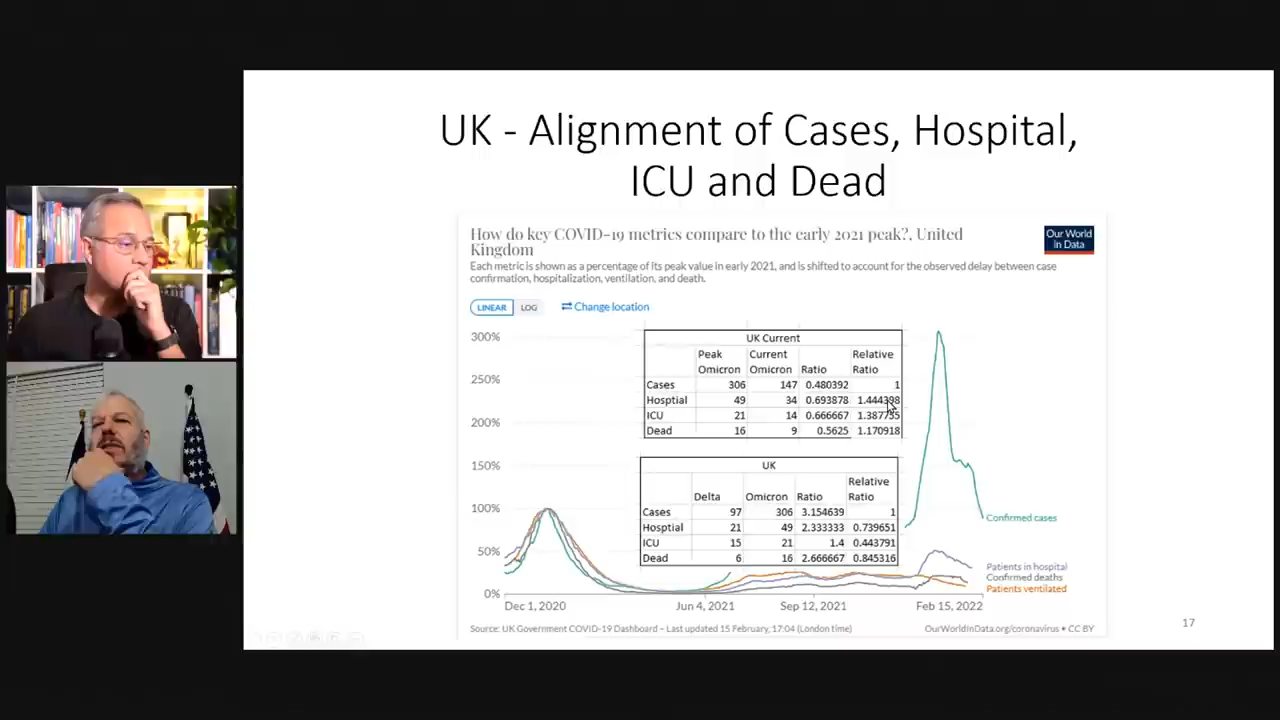 UK - Alignment of Cases, Hospital,
ICU and Dead
How do key COVID-19 metrics compare to the early 2021 peak?, United
Kingdom
Our World
in Data
Each metric is shown as a percentage of its peak value in early 2021, and is shifted to account for the observed delay between case
confirmation, hospitalization, ventilation, and death.
LINEAR LOG ⇄ Change location
300%
250%
200%
150%
100%
50%
0%
UK Current
Peak Current Relative
Omicron Omicron Ratio Ratio
Cases 306 147 0.480392 1
Hosptial 49 34 0.693878 1.444398
ICU 21 14 0.666667 1.387755
Dead 16 9 0.5625 1.170918
UK
Relative
Delta Omicron Ratio Ratio
Cases 97 306 3.154639 1
Hosptial 21 49 2.333333 0.739651
ICU 15 21 1.4 0.443791
Dead 6 16 2.666667 0.845316
Confirmed cases
Patients in hospital
Confirmed deaths
Patients ventilated
Dec 1, 2020 Jun 4, 2021 Sep 12, 2021 Feb 15, 2022
Source: UK Government COVID-19 Dashboard – Last updated 15 February, 17:04 (London time) OurWorldInData.org/coronavirus • CC BY
17